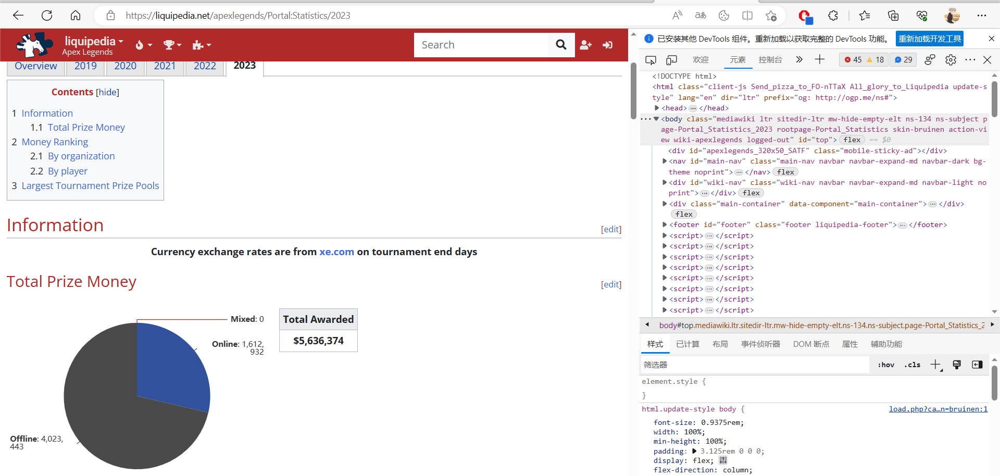 https://liquipedia.net/apexlegends/Portal:Statistics/2023
liquipedia
Apex Legends
Search
Overview
2019
2020
2021
2022
2023
Contents [hide]
1 Information
1.1 Total Prize Money
2 Money Ranking
2.1 By organization
2.2 By player
3 Largest Tournament Prize Pools
Information
[edit]
Currency exchange rates are from xe.com on tournament end days
Total Prize Money
[edit]
Mixed: 0
Online: 1,612,
932
Offline: 4,023,
443
Total Awarded
$5,636,374
已安装其他 DevTools 组件。重新加载以获取完整的 DevTools 功能。
重新加载开发工具
欢迎
元素
控制台
45
18
29
<!DOCTYPE html>
<html class="client-js Send_pizza_to_FO-nTTaX All_glory_to_Liquipedia update-s
tyle" lang="en" dir="ltr" prefix="og: http://ogp.me/ns#">
<head> … </head>
<body class="mediawiki ltr sitedir-ltr mw-hide-empty-elt ns-134 ns-subject p
age-Portal_Statistics_2023 rootpage-Portal_Statistics skin-bruinen action-vi
ew wiki-apexlegends logged-out" id="top"> flex == $0
<div id="apexlegends_320x50_SATF" class="mobile-sticky-ad"></div>
<nav id="main-nav" class="main-nav navbar navbar-expand-md navbar-dark bg-
theme noprint"> … </nav> flex
<div id="wiki-nav" class="wiki-nav navbar navbar-expand-md navbar-light no
print"> … </div> flex
<div class="main-container" data-component="main-container"> … </div>
flex
<footer id="footer" class="footer liquipedia-footer"> … </footer>
<script> … </script>
<script> … </script>
<script> … </script>
<script> … </script>
<script> … </script>
<script> … </script>
<script> … </script>
<script> … </script>
body#top.mediawiki.ltr.sitedir-ltr.mw-hide-empty-elt.ns-134.ns-subject.page-Portal_Statistics_2
样式
已计算
布局
事件侦听器
DOM 断点
属性
辅助功能
筛选器
:hov
.cls
element.style {
}
html.update-style body {
load.php?ca…n=bruinen:1
font-size: 0.9375rem;
width: 100%;
min-height: 100%;
padding: 3.125rem 0 0 0;
display: flex;
flex-direction: column;